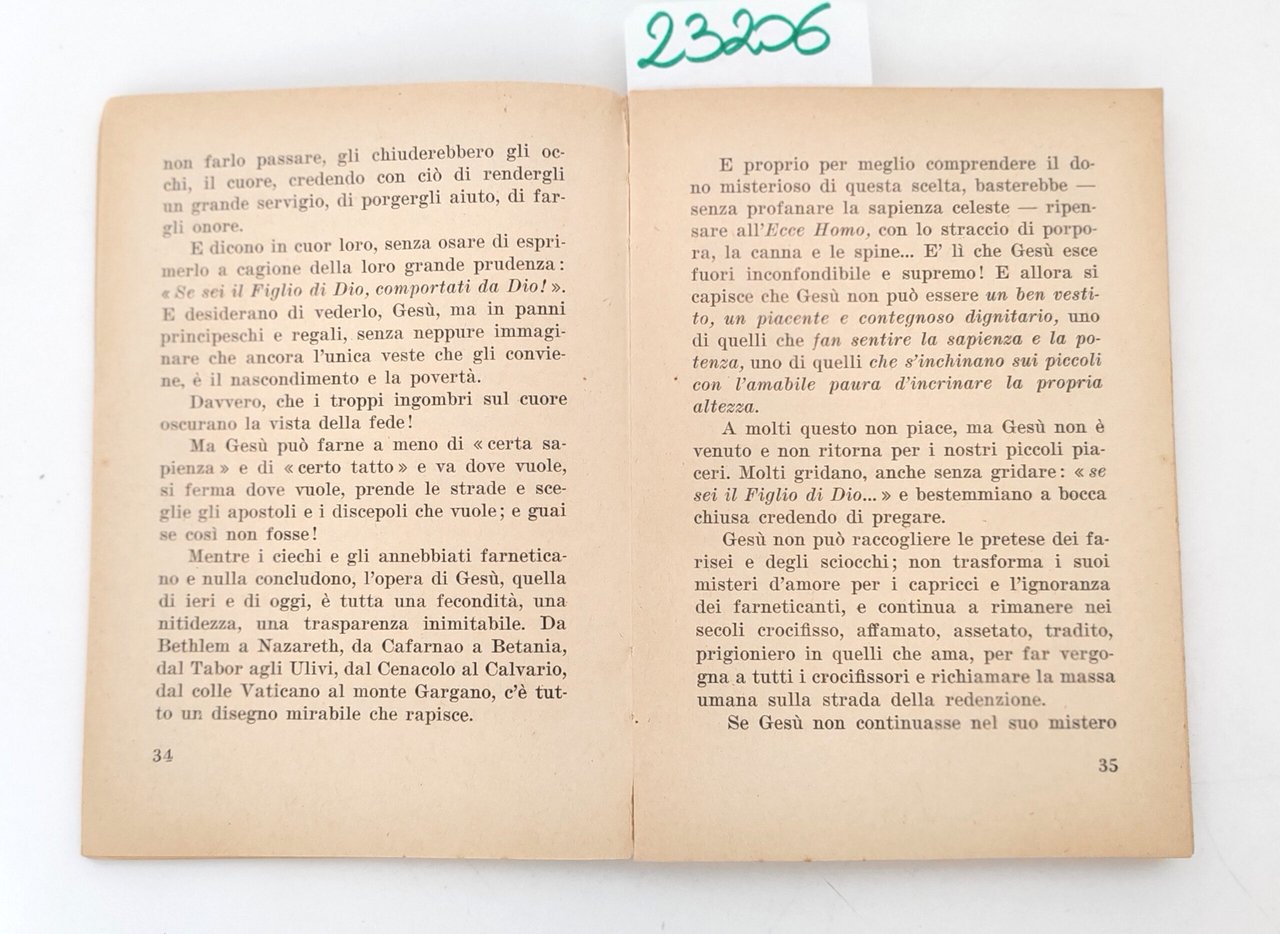 23206
non farlo passare, gli chiuderebbero gli oc-
chi, il cuore, credendo con ciò di rendergli
un grande servigio, di porgergli aiuto, di far-
gli onore.
E dicono in cuor loro, senza osare di espri-
merlo a cagione della loro grande prudenza:
« Se sei il Figlio di Dio, comportati da Dio! ».
E desiderano di vederlo, Gesù, ma in panni
principeschi e regali, senza neppure immagi-
nare che ancora l'unica veste che gli convie-
ne, è il nascondimento e la povertà.
Davvero, che i troppi ingombri sul cuore
oscurano la vista della fede!
Ma Gesù può farne a meno di « certa sa-
pienza » e di « certo tatto » e va dove vuole,
si ferma dove vuole, prende le strade e sce-
glie gli apostoli e i discepoli che vuole; e guai
se così non fosse!
Mentre i ciechi e gli annebbiati farnetica-
no e nulla concludono, l'opera di Gesù, quella
di ieri e di oggi, è tutta una fecondità, una
nitidezza, una trasparenza inimitabile. Da
Bethlem a Nazareth, da Cafarnao a Betania,
dal Tabor agli Ulivi, dal Cenacolo al Calvario,
dal colle Vaticano al monte Gargano, c'è tut-
to un disegno mirabile che rapisce.
34
E proprio per meglio comprendere il do-
no misterioso di questa scelta, basterebbe —
senza profanare la sapienza celeste — ripen-
sare all'Ecce Homo, con lo straccio di porpo-
ra, la canna e le spine... E' lì che Gesù esce
fuori inconfondibile e supremo! E allora si
capisce che Gesù non può essere un ben vesti-
to, un piacente e contegnoso dignitario, uno
di quelli che fan sentire la sapienza e la po-
tenza, uno di quelli che s'inchinano sui piccoli
con l'amabile paura d'incrinare la propria
altezza.
A molti questo non piace, ma Gesù non è
venuto e non ritorna per i nostri piccoli pia-
ceri. Molti gridano, anche senza gridare: « se
sei il Figlio di Dio... » e bestemmiano a bocca
chiusa credendo di pregare.
Gesù non può raccogliere le pretese dei fa-
risei e degli sciocchi; non trasforma i suoi
misteri d'amore per i capricci e l'ignoranza
dei farneticanti, e continua a rimanere nei
secoli crocifisso, affamato, assetato, tradito,
prigioniero in quelli che ama, per far vergo-
gna a tutti i crocifissori e richiamare la massa
umana sulla strada della redenzione.
Se Gesù non continuasse nel suo mistero
35